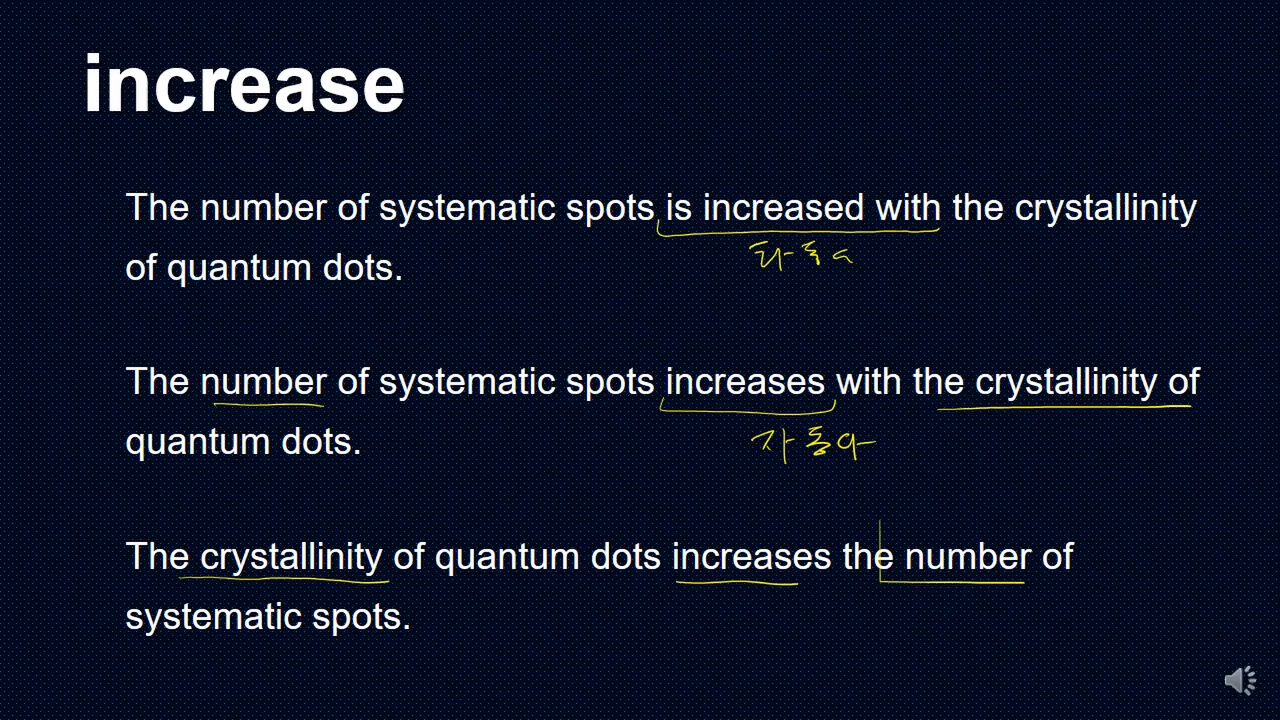 increase
The number of systematic spots is increased with the crystallinity
타동
of quantum dots.
The number of systematic spots increases with the crystallinity of
자동
quantum dots.
The crystallinity of quantum dots increases the number of
systematic spots.